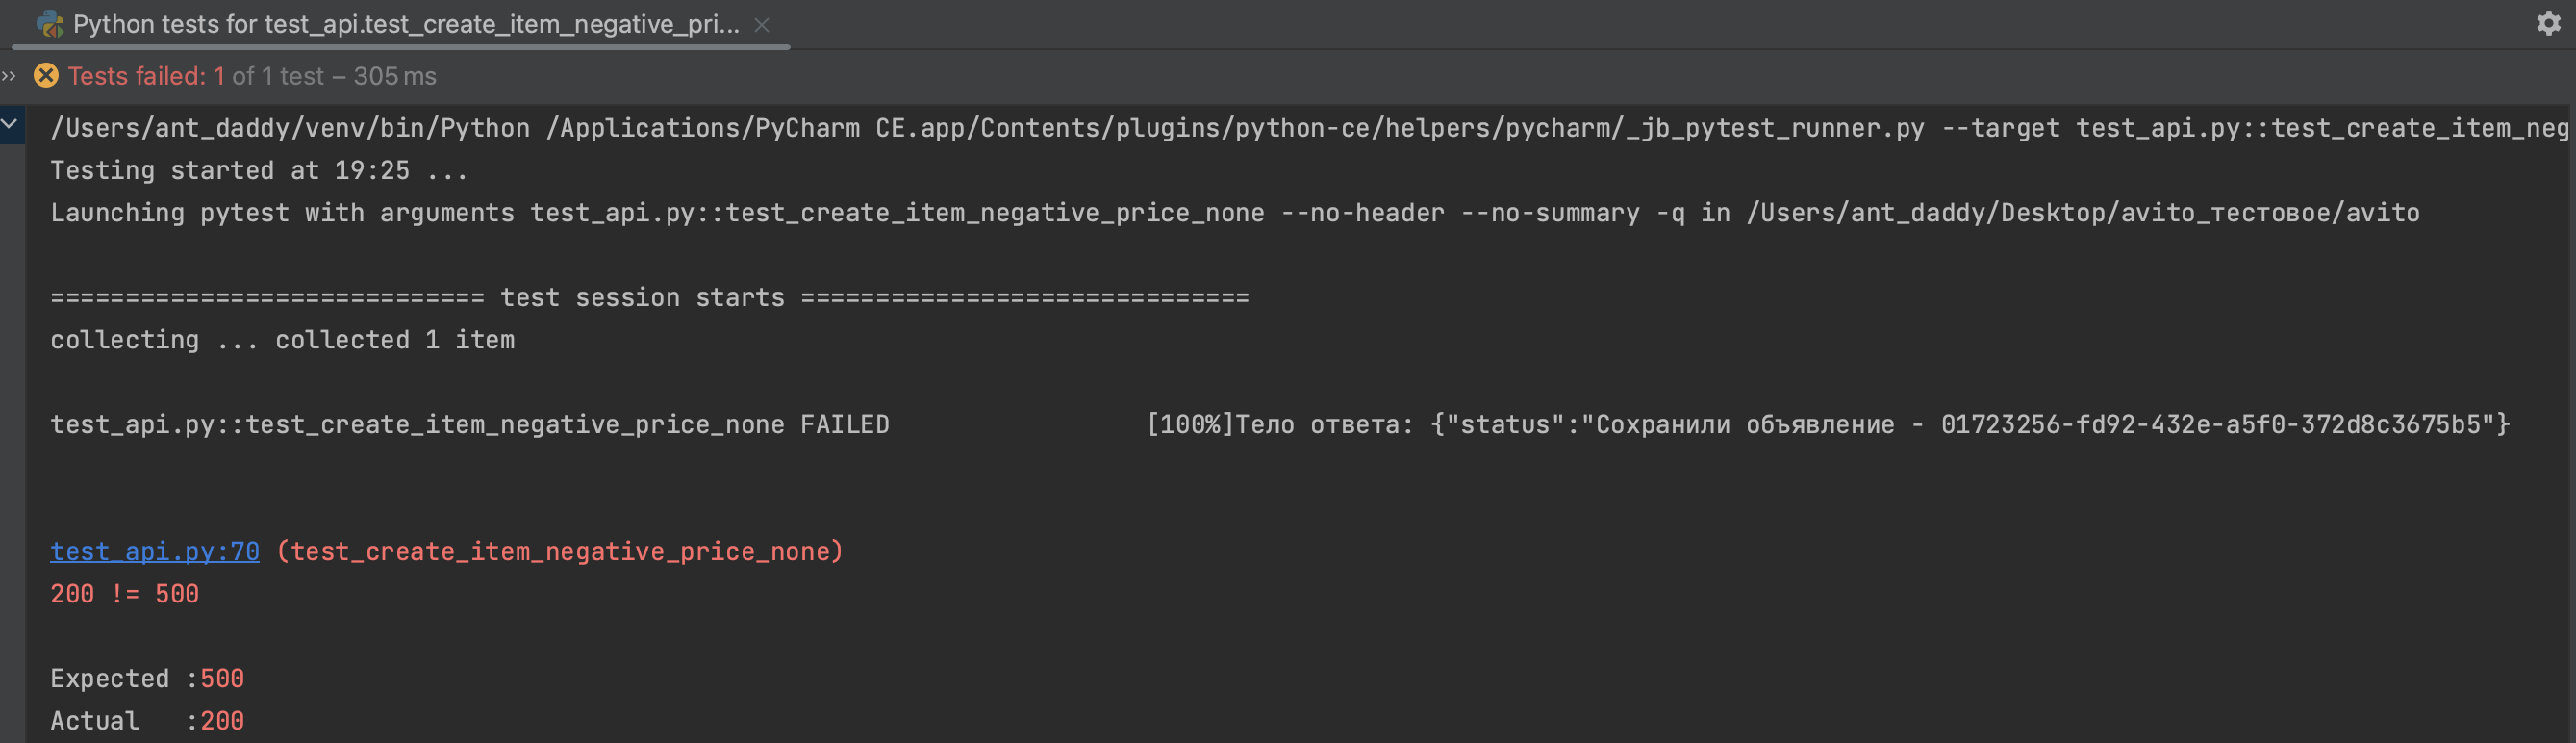 Python tests for test_api.test_create_item_negative_pri...
Tests failed: 1 of 1 test – 305 ms
/Users/ant_daddy/venv/bin/Python /Applications/PyCharm CE.app/Contents/plugins/python-ce/helpers/pycharm/_jb_pytest_runner.py --target test_api.py::test_create_item_neg
Testing started at 19:25 ...
Launching pytest with arguments test_api.py::test_create_item_negative_price_none --no-header --no-summary -q in /Users/ant_daddy/Desktop/avito_тестовое/avito
============================= test session starts ==============================
collecting ... collected 1 item
test_api.py::test_create_item_negative_price_none FAILED [100%]Тело ответа: {"status":"Сохранили объявление - 01723256-fd92-432e-a5f0-372d8c3675b5"}
test_api.py:70 (test_create_item_negative_price_none)
200 != 500
Expected :500
Actual :200